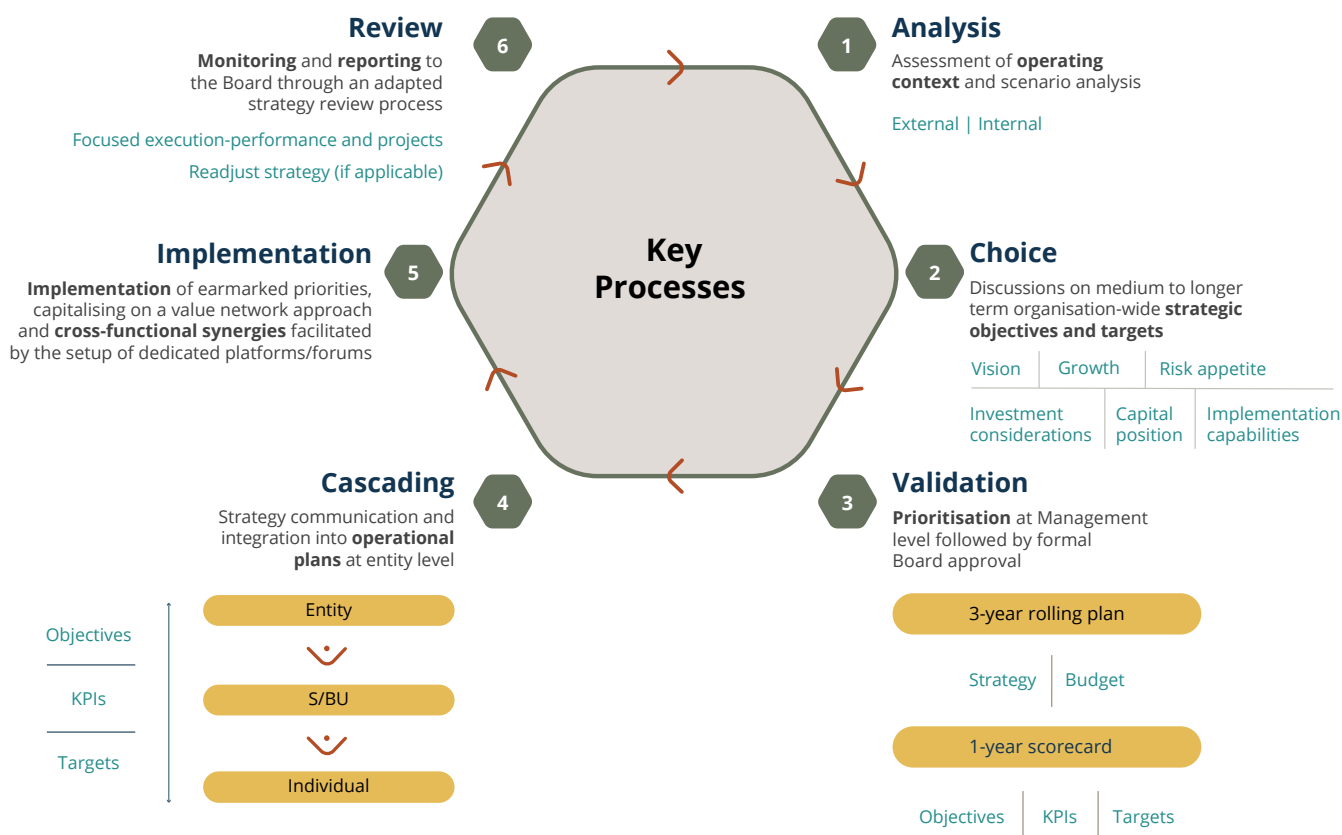 Key
Processes
1
Analysis
Assessment of operating
context and scenario analysis
External | Internal
2
Choice
Discussions on medium to longer
term organisation-wide strategic
objectives and targets
Vision
Growth
Risk appetite
Investment
considerations
Capital
position
Implementation
capabilities
3
Validation
Prioritisation at Management
level followed by formal
Board approval
3-year rolling plan
Strategy
Budget
1-year scorecard
Objectives
KPIs
Targets
4
Cascading
Strategy communication and
integration into operational
plans at entity level
Objectives
KPIs
Targets
Entity
S/BU
Individual
5
Implementation
Implementation of earmarked priorities,
capitalising on a value network approach
and cross-functional synergies facilitated
by the setup of dedicated platforms/forums
6
Review
Monitoring and reporting to
the Board through an adapted
strategy review process
Focused execution-performance and projects
Readjust strategy (if applicable)